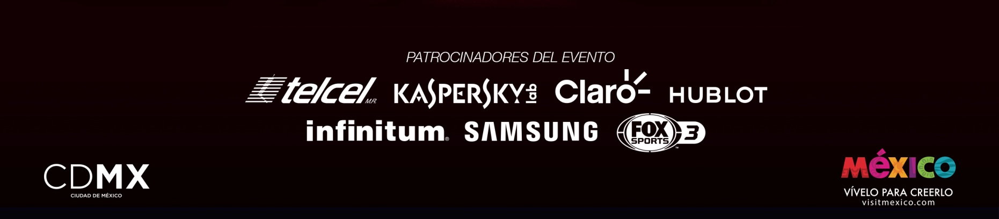 PATROCINADORES DEL EVENTO
telcel M.R. KASPERSKY lab Claro HUBLOT
infinitum® SAMSUNG FOX SPORTS 3 ™
CDMX
CIUDAD DE MÉXICO
MéXICO
VÍVELO PARA CREERLO
visitmexico.com